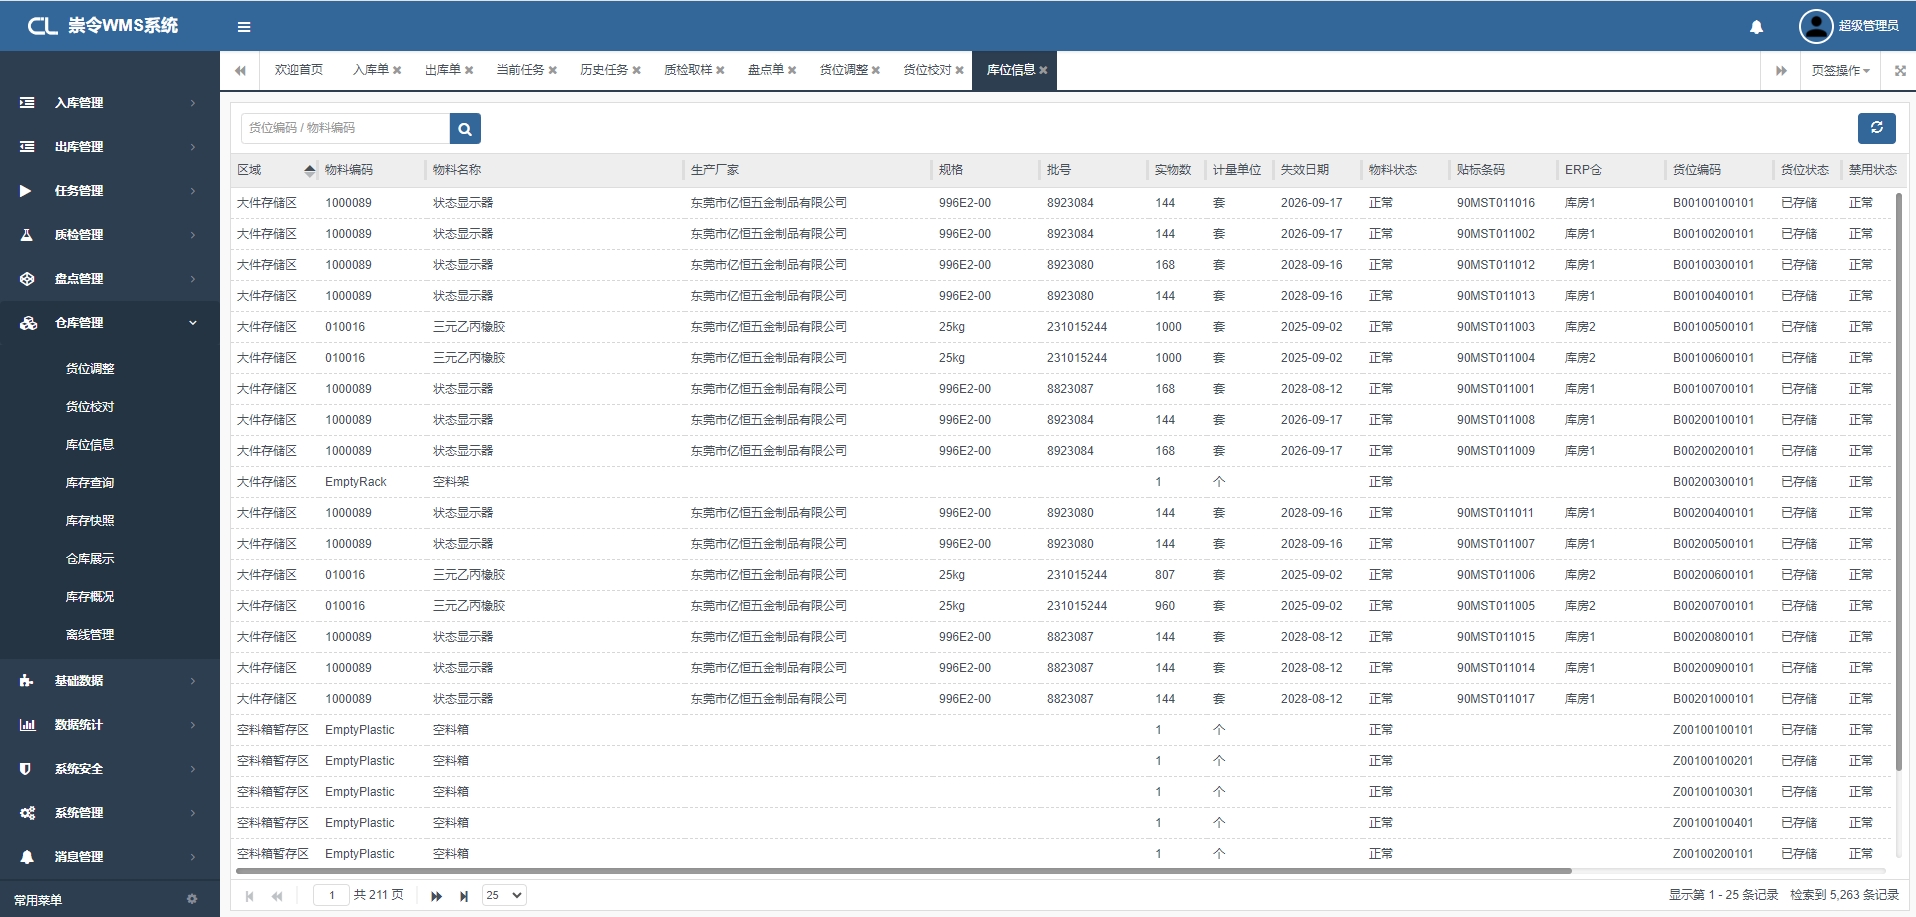 CL 崇令WMS系统
超级管理员
欢迎首页 入库单 出库单 当前任务 历史任务 质检取样 盘点单 货位调整 货位校对 库位信息 页签操作
入库管理
出库管理
任务管理
质检管理
盘点管理
仓库管理
货位调整
货位校对
库位信息
库存查询
库存快照
仓库展示
库存概况
离线管理
基础数据
数据统计
系统安全
系统管理
消息管理
常用菜单
货位编码 / 物料编码
区域 物料编码 物料名称 生产厂家 规格 批号 实物数 计量单位 失效日期 物料状态 贴标条码 ERP仓 货位编码 货位状态 禁用状态
大件存储区 1000089 状态显示器 东莞市亿恒五金制品有限公司 996E2-00 8923084 144 套 2026-09-17 正常 90MST011016 库房1 B00100100101 已存储 正常
大件存储区 1000089 状态显示器 东莞市亿恒五金制品有限公司 996E2-00 8923084 144 套 2026-09-17 正常 90MST011002 库房1 B00100200101 已存储 正常
大件存储区 1000089 状态显示器 东莞市亿恒五金制品有限公司 996E2-00 8923080 168 套 2028-09-16 正常 90MST011012 库房1 B00100300101 已存储 正常
大件存储区 1000089 状态显示器 东莞市亿恒五金制品有限公司 996E2-00 8923080 144 套 2028-09-16 正常 90MST011013 库房1 B00100400101 已存储 正常
大件存储区 010016 三元乙丙橡胶 东莞市亿恒五金制品有限公司 25kg 231015244 1000 套 2025-09-02 正常 90MST011003 库房2 B00100500101 已存储 正常
大件存储区 010016 三元乙丙橡胶 东莞市亿恒五金制品有限公司 25kg 231015244 1000 套 2025-09-02 正常 90MST011004 库房2 B00100600101 已存储 正常
大件存储区 1000089 状态显示器 东莞市亿恒五金制品有限公司 996E2-00 8823087 168 套 2028-08-12 正常 90MST011001 库房1 B00100700101 已存储 正常
大件存储区 1000089 状态显示器 东莞市亿恒五金制品有限公司 996E2-00 8923084 144 套 2026-09-17 正常 90MST011008 库房1 B00200100101 已存储 正常
大件存储区 1000089 状态显示器 东莞市亿恒五金制品有限公司 996E2-00 8923084 168 套 2026-09-17 正常 90MST011009 库房1 B00200200101 已存储 正常
大件存储区 EmptyRack 空料架 1 个 正常 B00200300101 已存储 正常
大件存储区 1000089 状态显示器 东莞市亿恒五金制品有限公司 996E2-00 8923080 144 套 2028-09-16 正常 90MST011011 库房1 B00200400101 已存储 正常
大件存储区 1000089 状态显示器 东莞市亿恒五金制品有限公司 996E2-00 8923080 144 套 2028-09-16 正常 90MST011007 库房1 B00200500101 已存储 正常
大件存储区 010016 三元乙丙橡胶 东莞市亿恒五金制品有限公司 25kg 231015244 807 套 2025-09-02 正常 90MST011006 库房2 B00200600101 已存储 正常
大件存储区 010016 三元乙丙橡胶 东莞市亿恒五金制品有限公司 25kg 231015244 960 套 2025-09-02 正常 90MST011005 库房2 B00200700101 已存储 正常
大件存储区 1000089 状态显示器 东莞市亿恒五金制品有限公司 996E2-00 8823087 144 套 2028-08-12 正常 90MST011015 库房1 B00200800101 已存储 正常
大件存储区 1000089 状态显示器 东莞市亿恒五金制品有限公司 996E2-00 8823087 144 套 2028-08-12 正常 90MST011014 库房1 B00200900101 已存储 正常
大件存储区 1000089 状态显示器 东莞市亿恒五金制品有限公司 996E2-00 8823087 144 套 2028-08-12 正常 90MST011017 库房1 B00201000101 已存储 正常
空料箱暂存区 EmptyPlastic 空料箱 1 个 正常 Z00100100101 已存储 正常
空料箱暂存区 EmptyPlastic 空料箱 1 个 正常 Z00100100201 已存储 正常
空料箱暂存区 EmptyPlastic 空料箱 1 个 正常 Z00100100301 已存储 正常
空料箱暂存区 EmptyPlastic 空料箱 1 个 正常 Z00100100401 已存储 正常
空料箱暂存区 EmptyPlastic 空料箱 1 个 正常 Z00100200101 已存储 正常
1 共 211 页 25 显示第 1 - 25 条记录 检索到 5,263 条记录